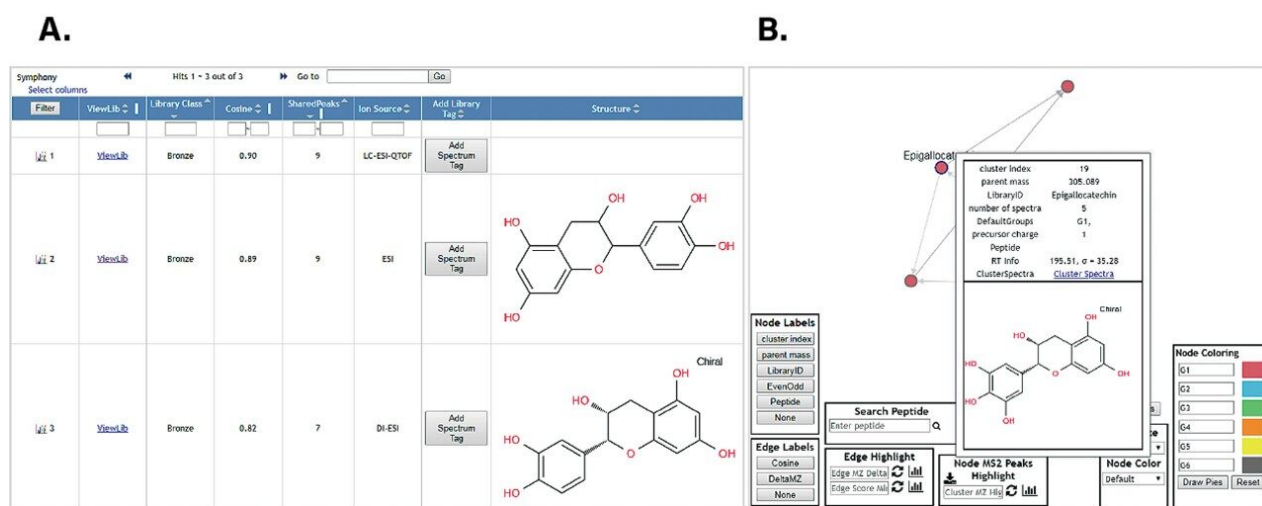 A.
Symphony Hits 1 ~ 3 out of 3 Go to Go
Select columns
Filter ViewLib Library Class Cosine SharedPeaks Ion Source Add Library Tag Structure
1 ViewLib Bronze 0.90 9 LC-ESI-QTOF Add Spectrum Tag
2 ViewLib Bronze 0.89 9 ESI Add Spectrum Tag
HO OH OH OH O HO
3 ViewLib Bronze 0.82 7 DI-ESI Add Spectrum Tag
Chiral
OH HO HO O OH HO
B.
Epigallocatec
cluster index 19
parent mass 305.089
LibraryID Epigallocatechin
number of spectra 5
DefaultGroups G1,
precursor charge 1
Peptide
RT Info 195.51, σ = 35.28
ClusterSpectra Cluster Spectra
Chiral
OH HO HO O OH HO OH
Node Labels
cluster index
parent mass
LibraryID
EvenOdd
Peptide
None
Edge Labels
Cosine
DeltaMZ
None
Search Peptide
Enter peptide
Edge Highlight
Edge MZ Delta
Edge Score Min
Node MS2 Peaks
Highlight
Cluster MZ Hig
Node Color
Default
Node Coloring
G1
G2
G3
G4
G5
G6
Draw Pies Reset